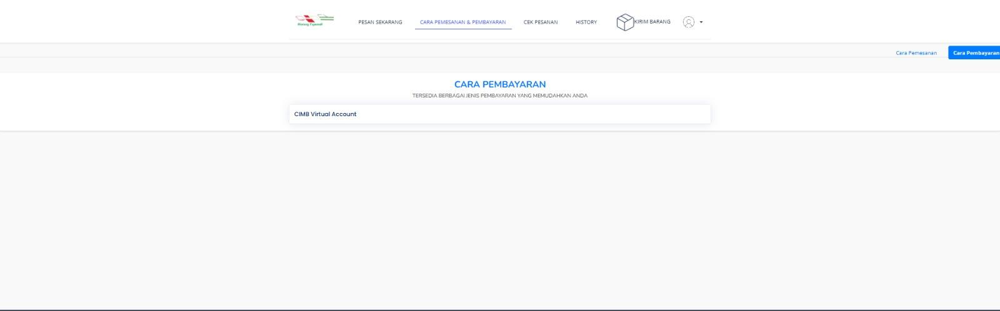 PESAN SEKARANG
CARA PEMESANAN & PEMBAYARAN
CEK PESANAN
HISTORY
KIRIM BARANG
Cara Pemesanan
Cara Pembayaran
CARA PEMBAYARAN
TERSEDIA BERBAGAI JENIS PEMBAYARAN YANG MEMUDAHKAN ANDA
CIMB Virtual Account